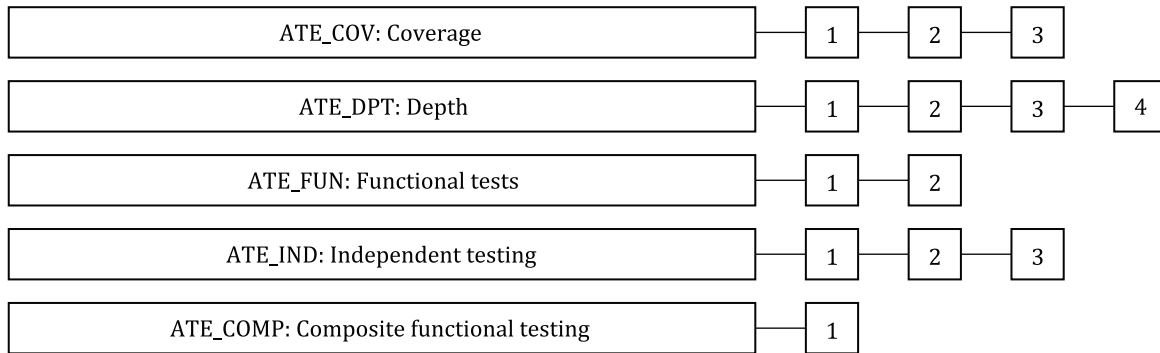 ATE_COV: Coverage 1 2 3
ATE_DPT: Depth 1 2 3 4
ATE_FUN: Functional tests 1 2
ATE_IND: Independent testing 1 2 3
ATE_COMP: Composite functional testing 1